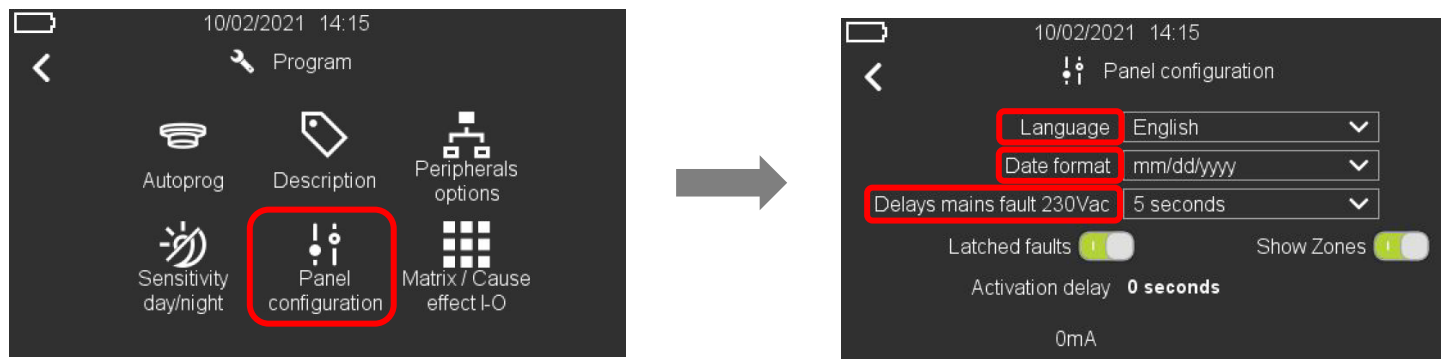 10/02/2021 14:15
Program
Autoprog
Description
Peripherals
options
Sensitivity
day/night
Panel
configuration
Matrix / Cause
effect I-O
10/02/2021 14:15
Panel configuration
Language English
Date format mm/dd/yyyy
Delays mains fault 230Vac 5 seconds
Latched faults Show Zones
Activation delay 0 seconds
0mA